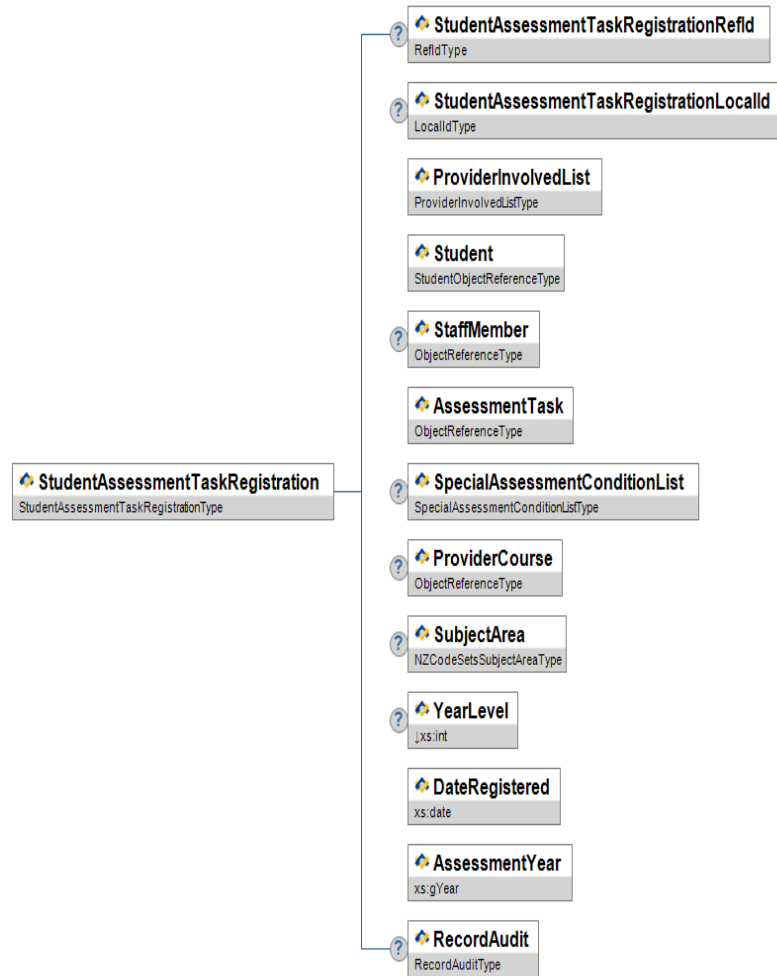 ?
StudentAssessmentTaskRegistrationRefId
RefIdType
?
StudentAssessmentTaskRegistrationLocalId
LocalIdType
ProviderInvolvedList
ProviderInvolvedListType
Student
StudentObjectReferenceType
?
StaffMember
ObjectReferenceType
AssessmentTask
ObjectReferenceType
StudentAssessmentTaskRegistration
StudentAssessmentTaskRegistrationType
?
SpecialAssessmentConditionList
SpecialAssessmentConditionListType
?
ProviderCourse
ObjectReferenceType
?
SubjectArea
NZCodeSetsSubjectAreaType
?
YearLevel
↓xs:int
DateRegistered
xs:date
AssessmentYear
xs:gYear
?
RecordAudit
RecordAuditType